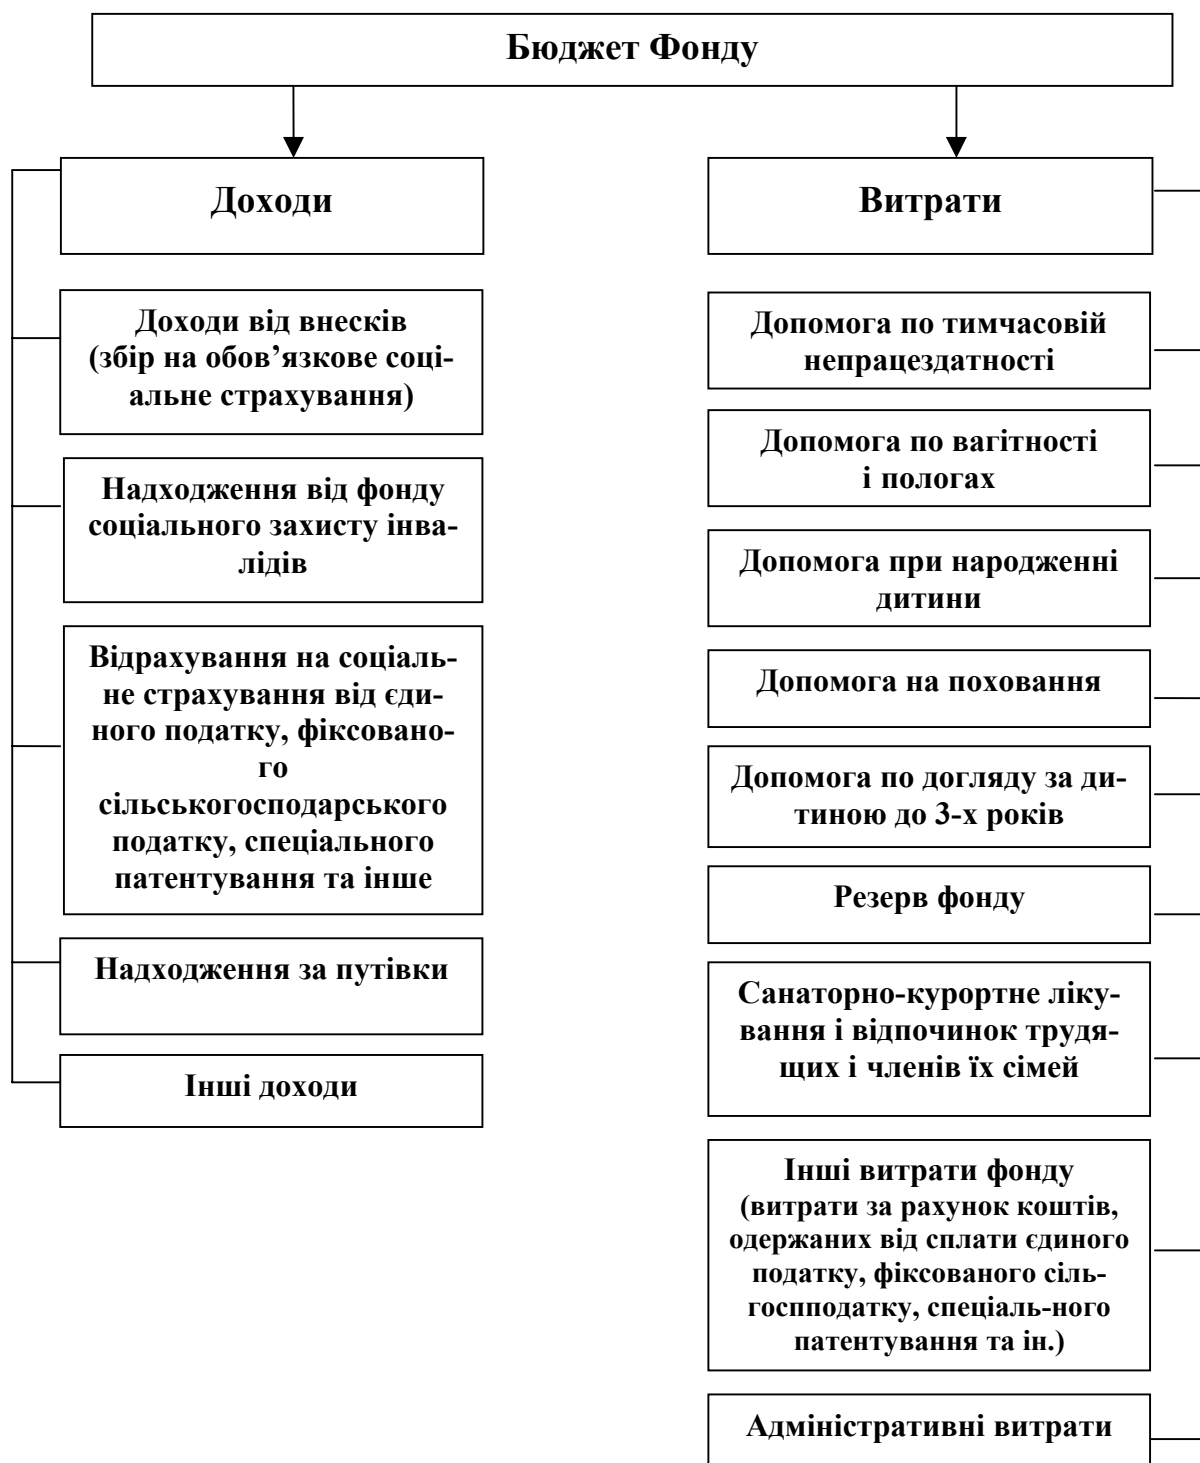 Бюджет Фонду
Доходи
Доходи від внесків
(збір на обов’язкове соці-
альне страхування)
Надходження від фонду
соціального захисту інва-
лідів
Відрахування на соціаль-
не страхування від єди-
ного податку, фіксовано-
го
сільськогосподарського
податку, спеціального
патентування та інше
Надходження за путівки
Інші доходи
Витрати
Допомога по тимчасовій
непрацездатності
Допомога по вагітності
і пологах
Допомога при народженні
дитини
Допомога на поховання
Допомога по догляду за ди-
тиною до 3-х років
Резерв фонду
Санаторно-курортне ліку-
вання і відпочинок трудя-
щих і членів їх сімей
Інші витрати фонду
(витрати за рахунок коштів,
одержаних від сплати єдиного
податку, фіксованого сіль-
госпподатку, спеціаль-ного
патентування та ін.)
Адміністративні витрати